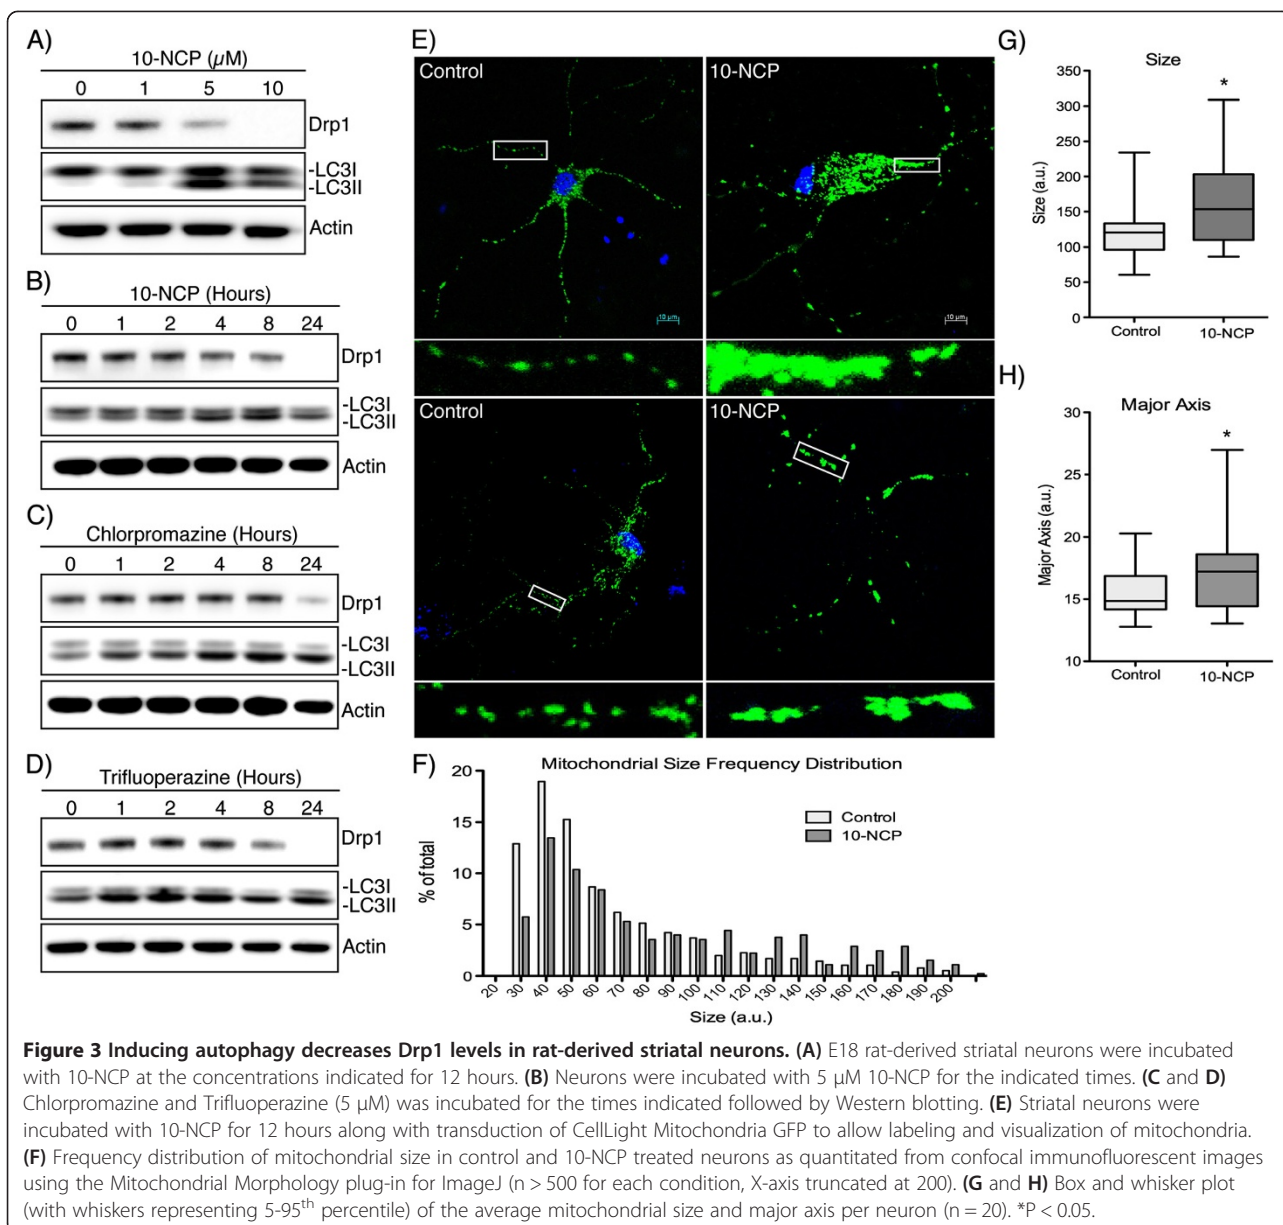 A)
10-NCP (µM)
0 1 5 10
Drp1
-LC3I
-LC3II
Actin
B)
10-NCP (Hours)
0 1 2 4 8 24
Drp1
-LC3I
-LC3II
Actin
C)
Chlorpromazine (Hours)
0 1 2 4 8 24
Drp1
-LC3I
-LC3II
Actin
D)
Trifluoperazine (Hours)
0 1 2 4 8 24
Drp1
-LC3I
-LC3II
Actin
E)
Control
10-NCP
10 µm
10 µm
Control
10-NCP
F)
Mitochondrial Size Frequency Distribution
Control
10-NCP
% of total
20
15
10
5
0
20 30 40 50 60 70 80 90 100 110 120 130 140 150 160 170 180 190 200
Size (a.u.)
G)
Size
*
Size (a.u.)
350
300
250
200
150
100
50
0
Control 10-NCP
H)
Major Axis
*
Major Axis (a.u.)
30
25
20
15
10
Control 10-NCP
Figure 3 Inducing autophagy decreases Drp1 levels in rat-derived striatal neurons. (A) E18 rat-derived striatal neurons were incubated
with 10-NCP at the concentrations indicated for 12 hours. (B) Neurons were incubated with 5 µM 10-NCP for the indicated times. (C and D)
Chlorpromazine and Trifluoperazine (5 µM) was incubated for the times indicated followed by Western blotting. (E) Striatal neurons were
incubated with 10-NCP for 12 hours along with transduction of CellLight Mitochondria GFP to allow labeling and visualization of mitochondria.
(F) Frequency distribution of mitochondrial size in control and 10-NCP treated neurons as quantitated from confocal immunofluorescent images
using the Mitochondrial Morphology plug-in for ImageJ (n > 500 for each condition, X-axis truncated at 200). (G and H) Box and whisker plot
(with whiskers representing 5-95th percentile) of the average mitochondrial size and major axis per neuron (n = 20). *P < 0.05.